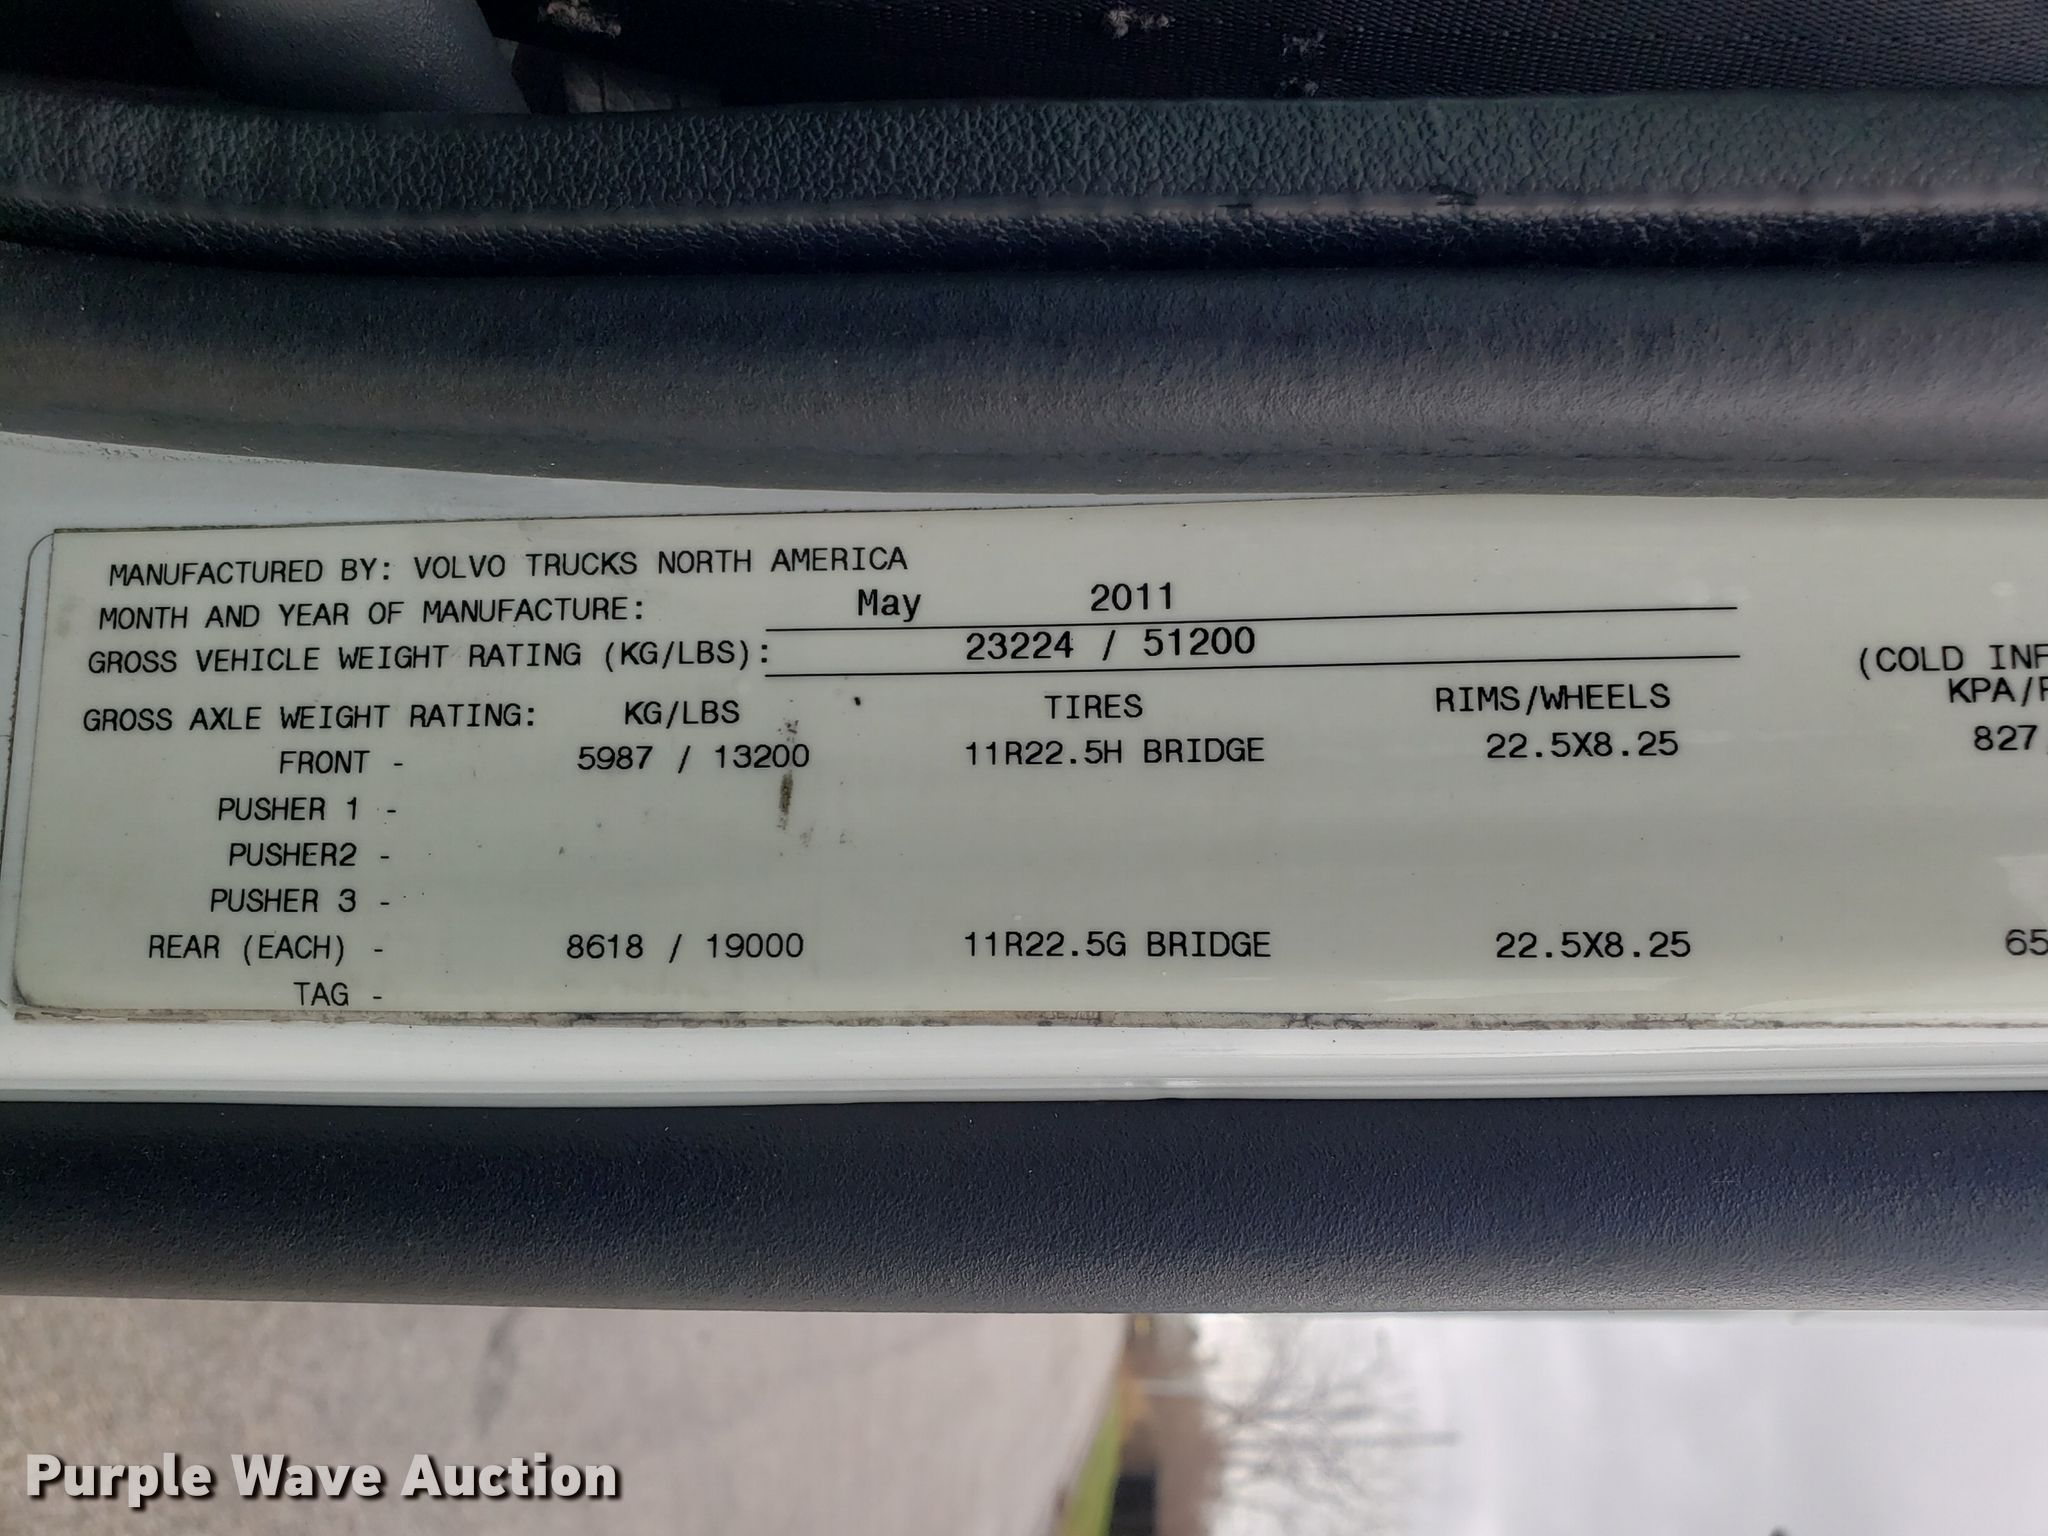 MANUFACTURED BY: VOLVO TRUCKS NORTH AMERICA
MONTH AND YEAR OF MANUFACTURE: May 2011
GROSS VEHICLE WEIGHT RATING (KG/LBS): 23224 / 51200
(COLD INF
GROSS AXLE WEIGHT RATING: KG/LBS TIRES RIMS/WHEELS KPA/P
FRONT - 5987 / 13200 11R22.5H BRIDGE 22.5X8.25 827
PUSHER 1 -
PUSHER2 -
PUSHER 3 -
REAR (EACH) - 8618 / 19000 11R22.5G BRIDGE 22.5X8.25 65
TAG -
Purple Wave Auction